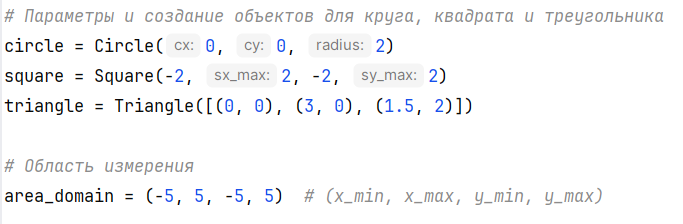 # Параметры и создание объектов для круга, квадрата и треугольника
circle = Circle( cx: 0, cy: 0, radius: 2)
square = Square(-2, sx_max: 2, -2, sy_max: 2)
triangle = Triangle([(0, 0), (3, 0), (1.5, 2)])
# Область измерения
area_domain = (-5, 5, -5, 5) # (x_min, x_max, y_min, y_max)